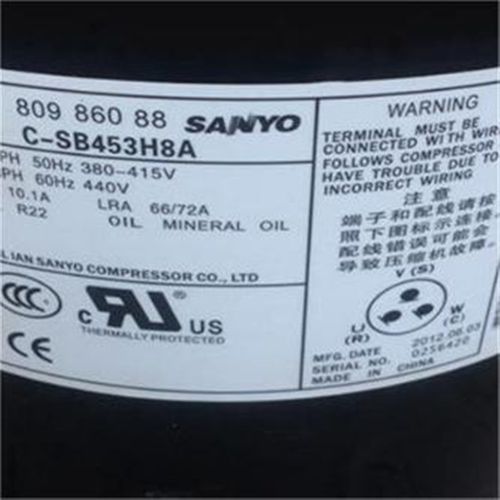 809 860 88 SANYO
C-SB453H8A
PH 50Hz 380-415V
PH 60Hz 440V
10.1A LRA 66/72A
R22 OIL MINERAL OIL
LIAN SANYO COMPRESSOR CO., LTD
CCC
c RU US
THERMALLY PROTECTED
CE
WARNING
TERMINAL MUST BE
CONNECTED WITH WIR
FOLLOWS COMPRESSOR
HAVE TROUBLE DUE TO
INCORRECT WIRING
注意
端子和配线请按
照下图标示连接
配线错误可能会
导致压缩机故障
V(S)
U
(R)
W
(C)
MFG. DATE 2012.06.03
SERIAL NO. 0256420
MADE IN CHINA